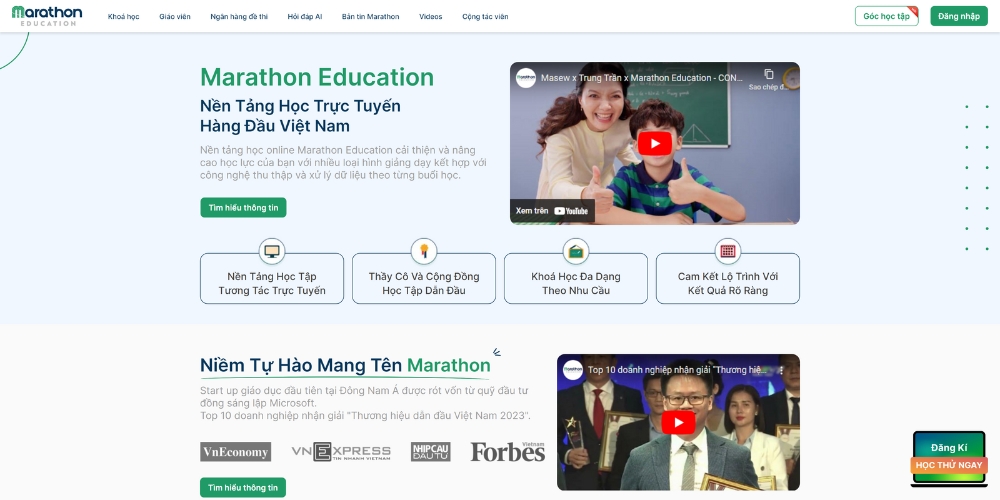 marathon
EDUCATION
Khoá học
Giáo viên
Ngân hàng đề thi
Hỏi đáp AI
Bản tin Marathon
Videos
Cộng tác viên
Góc học tập
Đăng nhập
Marathon Education
Nền Tảng Học Trực Tuyến
Hàng Đầu Việt Nam
Nền tảng học online Marathon Education cải thiện và nâng
cao học lực của bạn với nhiều loại hình giảng dạy kết hợp với
công nghệ thu thập và xử lý dữ liệu theo từng buổi học.
Tìm hiểu thông tin
Masew x Trung Trần x Marathon Education - CON...
Sao chép đ...
Xem trên YouTube
Nền Tảng Học Tập
Tương Tác Trực Tuyến
Thầy Cô Và Cộng Đồng
Học Tập Dẫn Đầu
Khoá Học Đa Dạng
Theo Nhu Cầu
Cam Kết Lộ Trình Với
Kết Quả Rõ Ràng
Niềm Tự Hào Mang Tên Marathon
Start up giáo dục đầu tiên tại Đông Nam Á được rót vốn từ quỹ đầu tư
đồng sáng lập Microsoft.
Top 10 doanh nghiệp nhận giải "Thương hiệu dẫn đầu Việt Nam 2023".
VnEconomy
VNEXPRESS
TIN NHANH VIETNAM
NHỊP CẦU
ĐẦU TƯ
Forbes
Vietnam
Tìm hiểu thông tin
Top 10 doanh nghiệp nhận giải "Thương hiệ...
Đăng Kí
HỌC THỬ NGAY